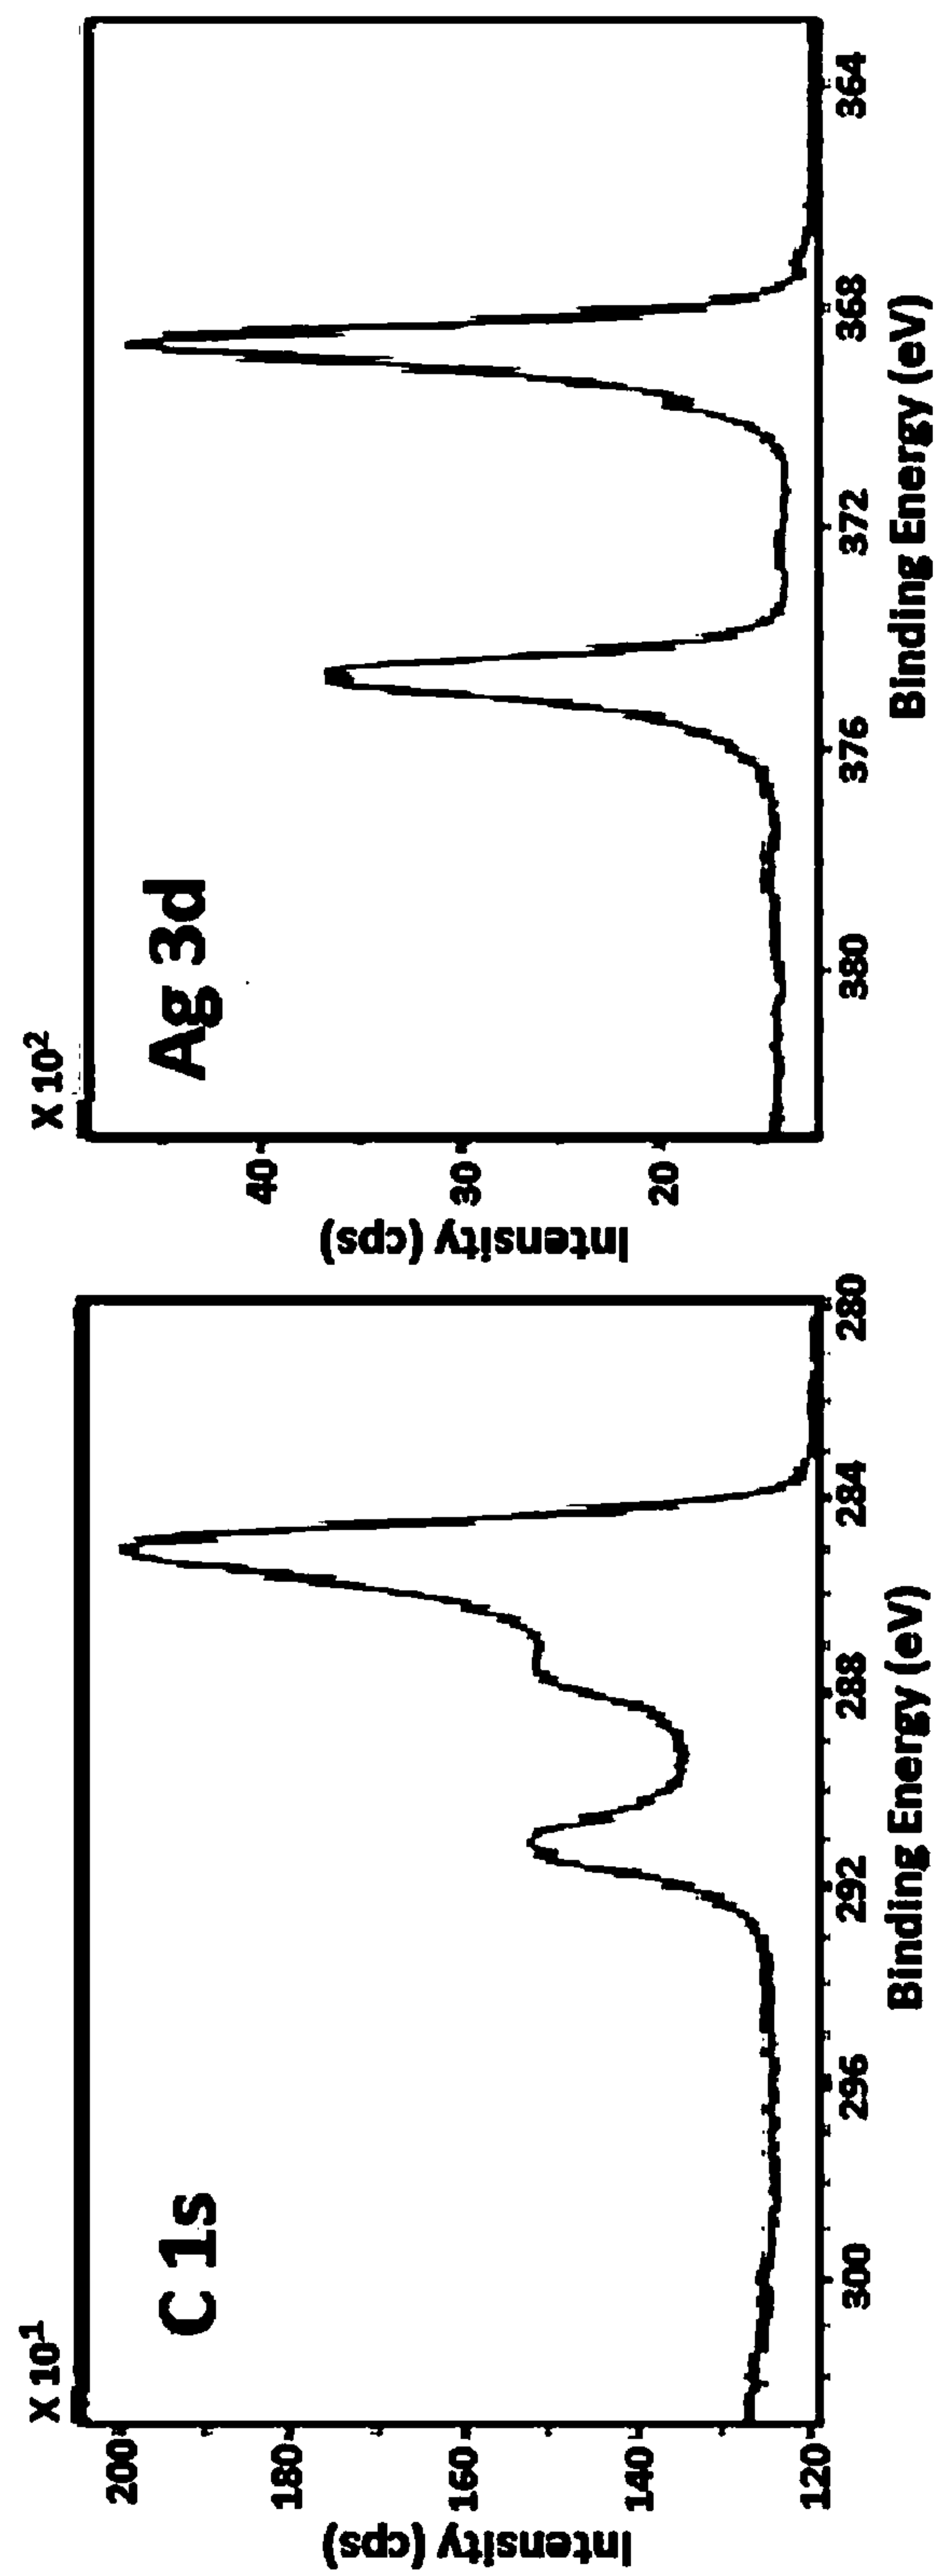 X 10¹
C 1s
Intensity (cps)
200
180
160
140
120
300
296
292
288
284
280
Binding Energy (eV)
X 10²
Ag 3d
Intensity (cps)
40
30
20
380
376
372
368
364
Binding Energy (eV)